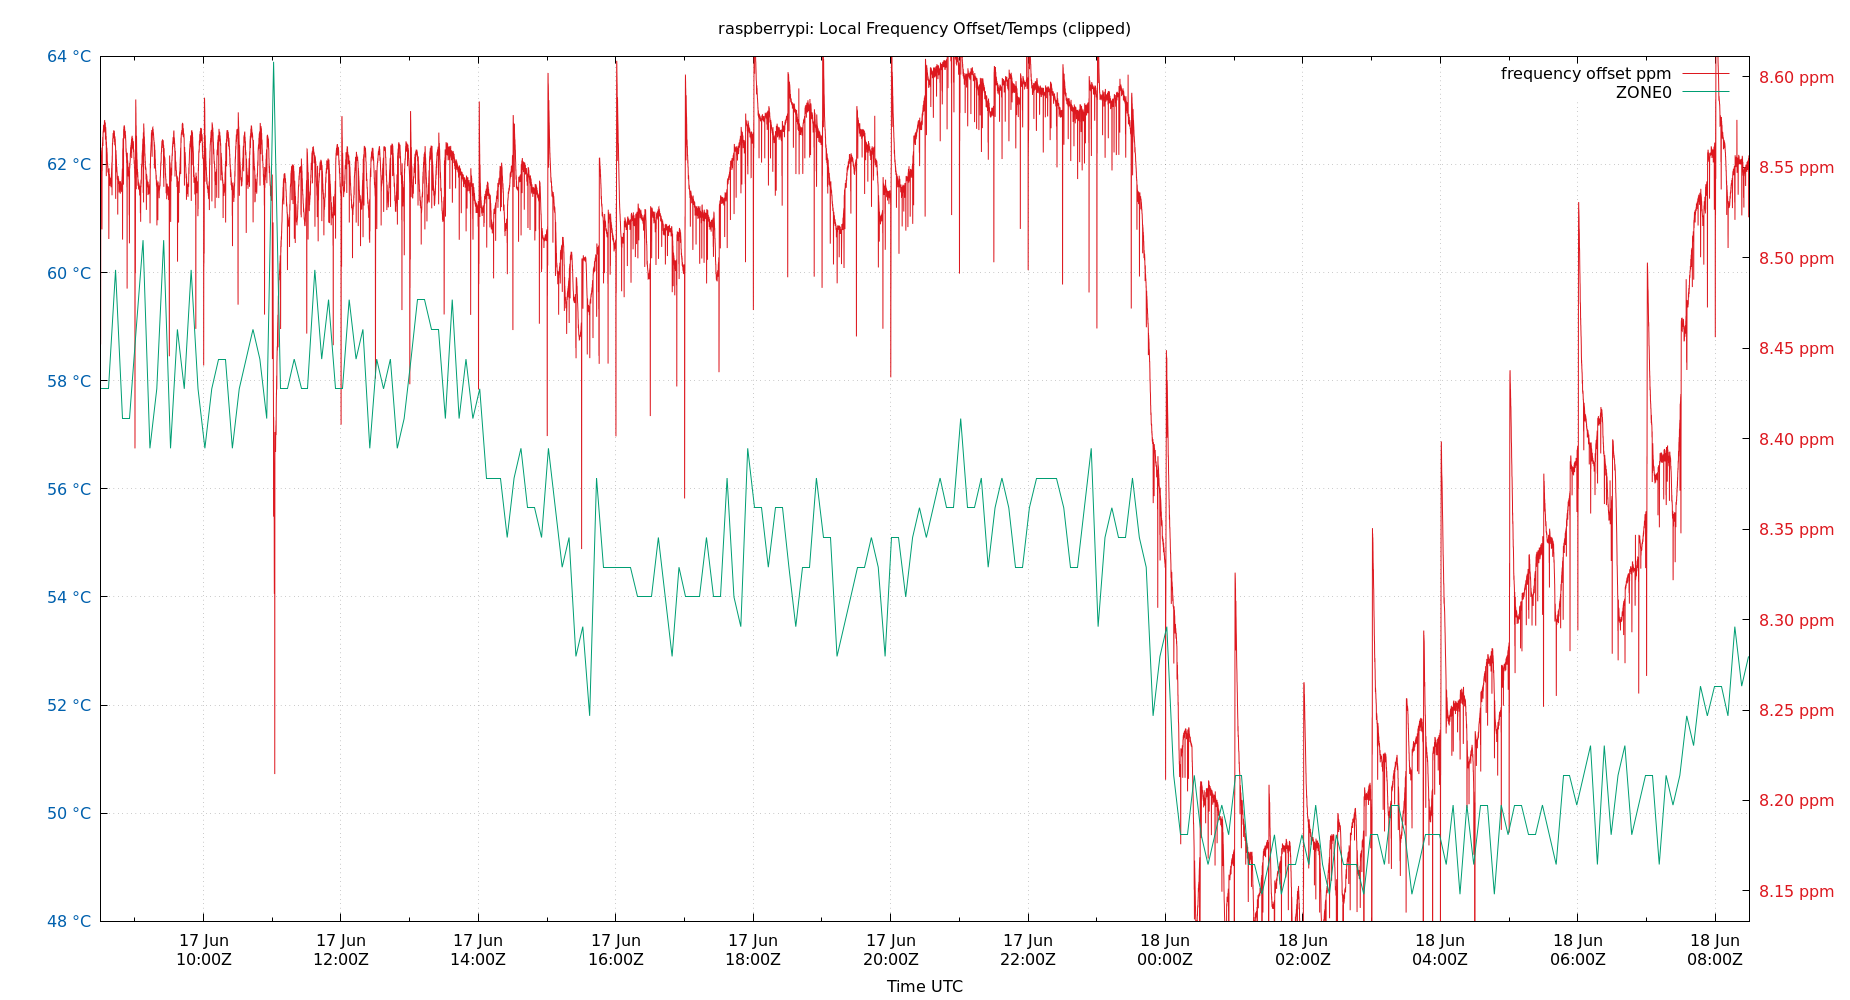 raspberrypi: Local Frequency Offset/Temps (clipped)
64 °C
62 °C
60 °C
58 °C
56 °C
54 °C
52 °C
50 °C
48 °C
frequency offset ppm
ZONE0
8.60 ppm
8.55 ppm
8.50 ppm
8.45 ppm
8.40 ppm
8.35 ppm
8.30 ppm
8.25 ppm
8.20 ppm
8.15 ppm
17 Jun 17 Jun 17 Jun 17 Jun 17 Jun 17 Jun 17 Jun 18 Jun 18 Jun 18 Jun 18 Jun 18 Jun
10:00Z 12:00Z 14:00Z 16:00Z 18:00Z 20:00Z 22:00Z 00:00Z 02:00Z 04:00Z 06:00Z 08:00Z
Time UTC